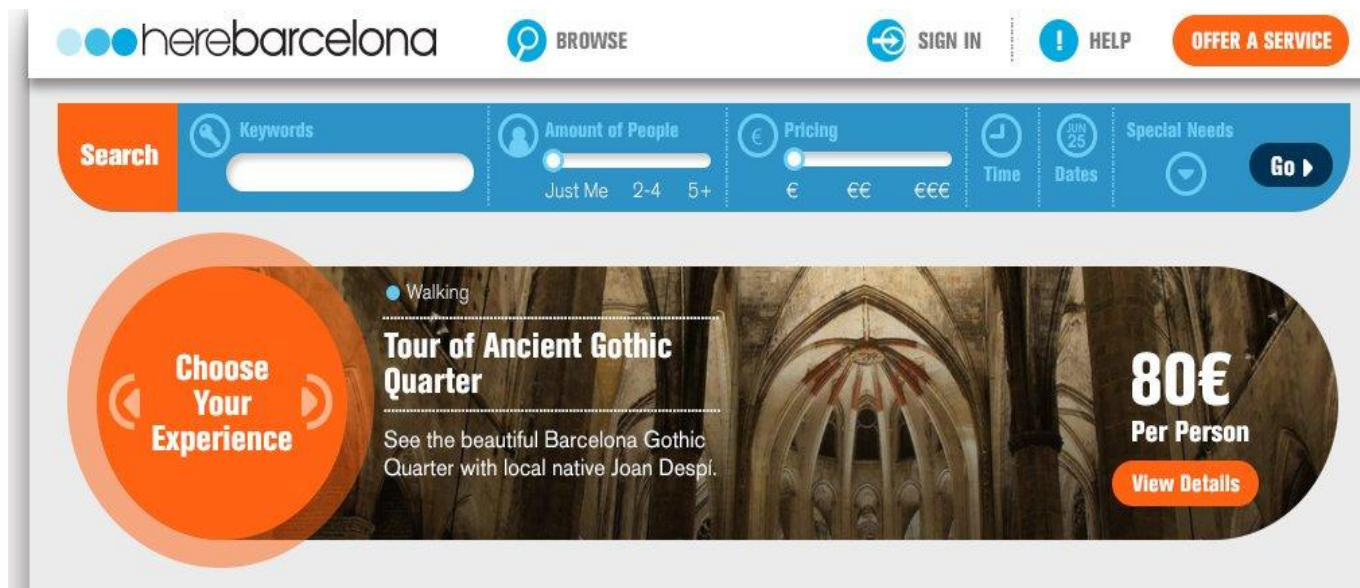 herebarcelona
BROWSE
SIGN IN
HELP
OFFER A SERVICE
Search
Keywords
Amount of People
Just Me 2-4 5+
€ Pricing
€ €€ €€€
Time
JUN
25
Dates
Special Needs
Go
Choose
Your
Experience
Walking
Tour of Ancient Gothic
Quarter
See the beautiful Barcelona Gothic
Quarter with local native Joan Despí.
80€
Per Person
View Details